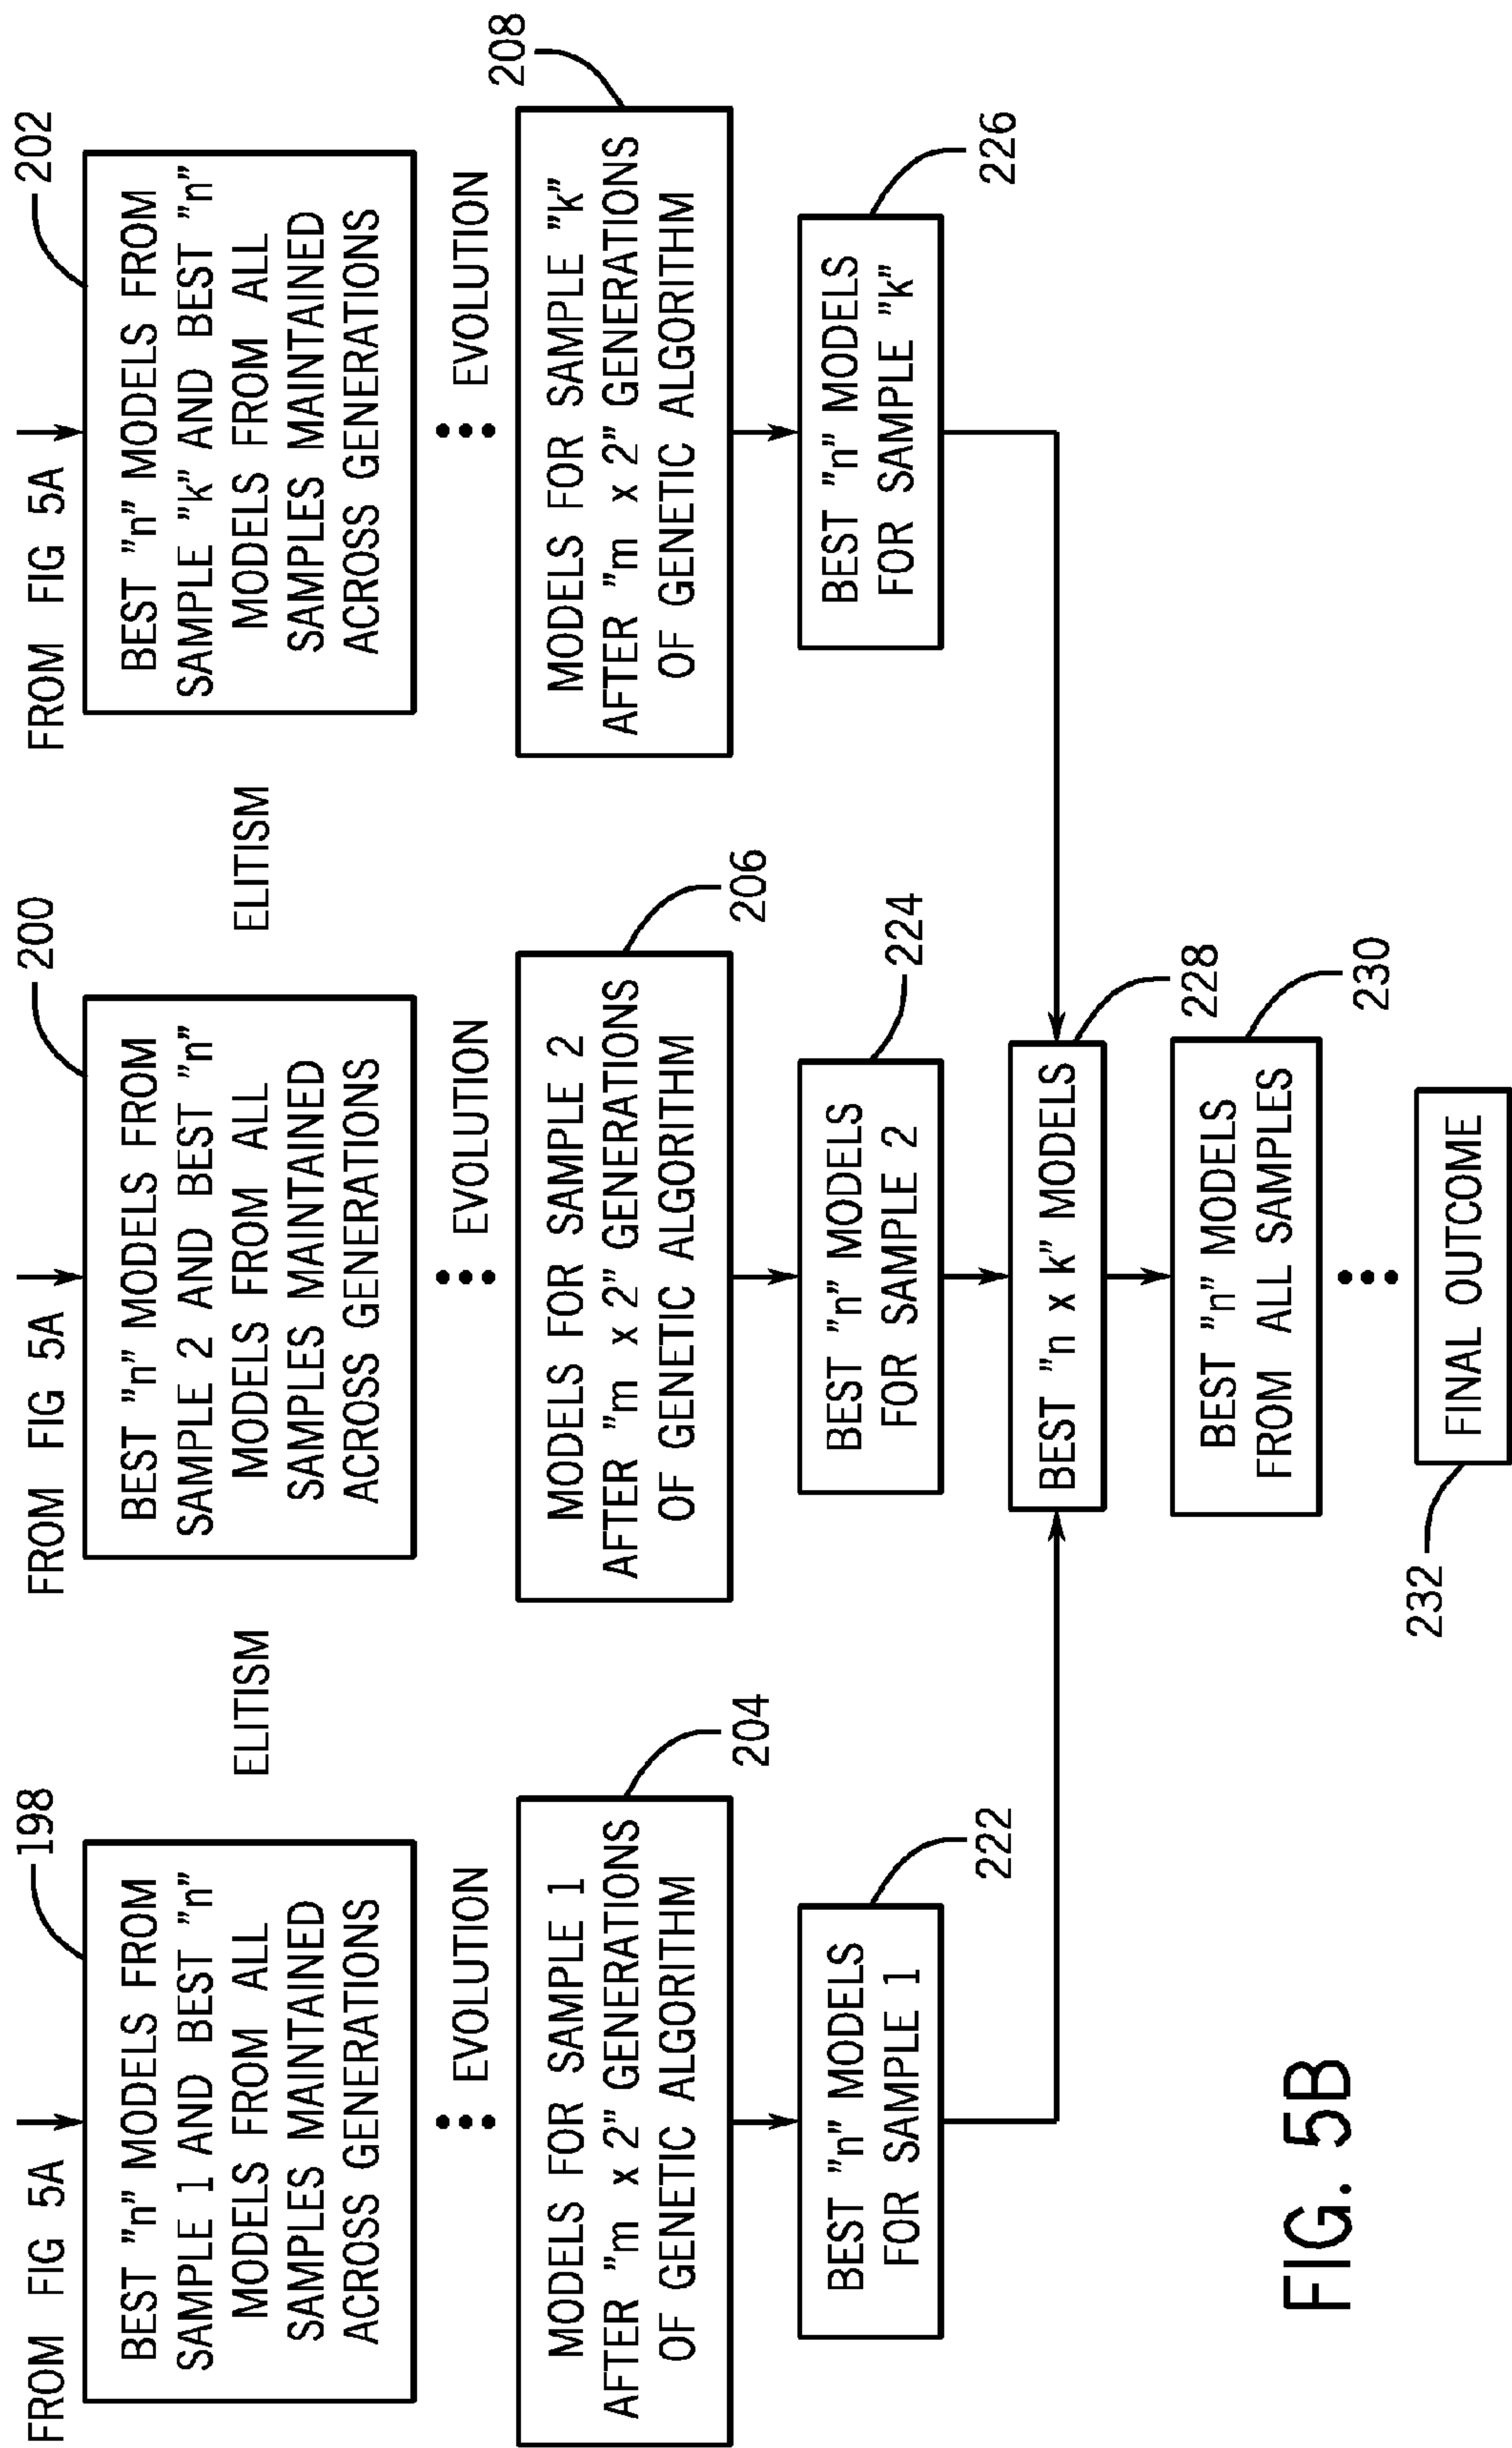 FROM FIG 5A
198
BEST "n" MODELS FROM
SAMPLE 1 AND BEST "n"
MODELS FROM ALL
SAMPLES MAINTAINED
ACROSS GENERATIONS
ELITISM
FROM FIG 5A
200
BEST "n" MODELS FROM
SAMPLE 2 AND BEST "n"
MODELS FROM ALL
SAMPLES MAINTAINED
ACROSS GENERATIONS
ELITISM
FROM FIG 5A
202
BEST "n" MODELS FROM
SAMPLE "k" AND BEST "n"
MODELS FROM ALL
SAMPLES MAINTAINED
ACROSS GENERATIONS
EVOLUTION
EVOLUTION
EVOLUTION
204
MODELS FOR SAMPLE 1
AFTER "m x 2" GENERATIONS
OF GENETIC ALGORITHM
206
MODELS FOR SAMPLE 2
AFTER "m x 2" GENERATIONS
OF GENETIC ALGORITHM
208
MODELS FOR SAMPLE "k"
AFTER "m x 2" GENERATIONS
OF GENETIC ALGORITHM
BEST "n" MODELS
FOR SAMPLE 1
222
BEST "n" MODELS
FOR SAMPLE 2
224
BEST "n" MODELS
FOR SAMPLE "k"
226
BEST "n x k" MODELS
228
BEST "n" MODELS
FROM ALL SAMPLES
230
232
FINAL OUTCOME
FIG. 5B